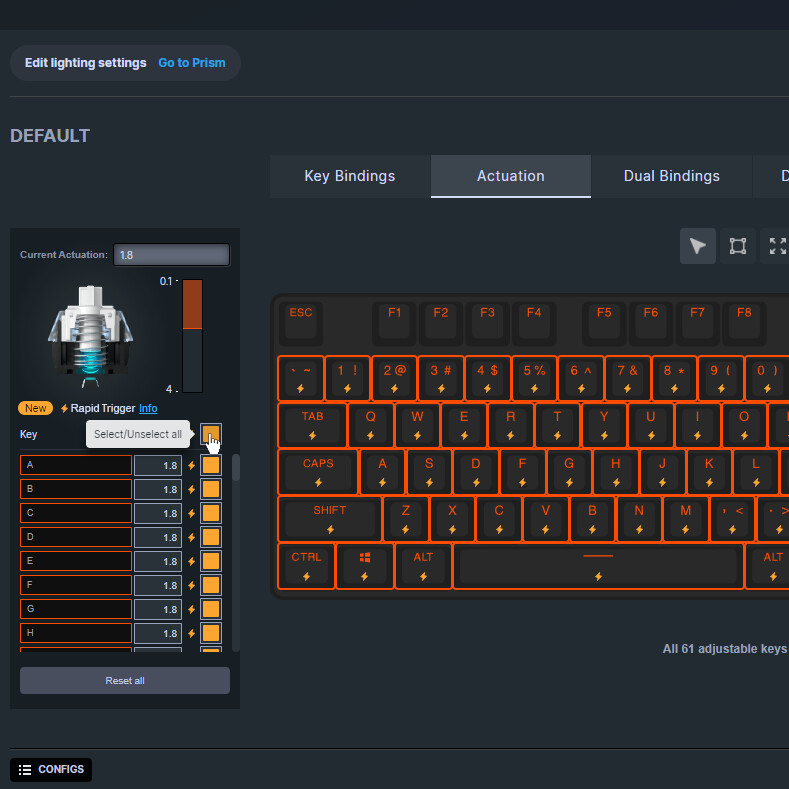 Edit lighting settings Go to Prism
DEFAULT
Key Bindings Actuation Dual Bindings D
Current Actuation: 1.8
0.1 -
4 -
New Rapid Trigger Info
Key Select/Unselect all
A 1.8
B 1.8
C 1.8
D 1.8
E 1.8
F 1.8
G 1.8
H 1.8
Reset all
ESC F1 F2 F3 F4 F5 F6 F7 F8
` ~ 1 ! 2 @ 3 # 4 $ 5 % 6 ^ 7 & 8 * 9 ( 0 )
TAB Q W E R T Y U I O
CAPS A S D F G H J K L
SHIFT Z X C V B N M , < . >
CTRL ALT ALT
All 61 adjustable keys
CONFIGS